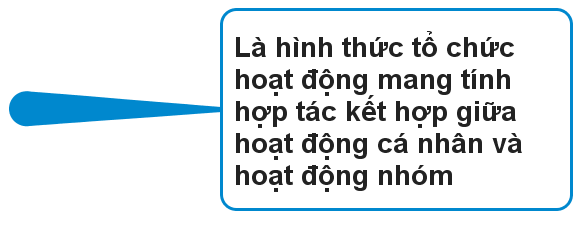 Là hình thức tổ chức
hoạt động mang tính
hợp tác kết hợp giữa
hoạt động cá nhân và
hoạt động nhóm